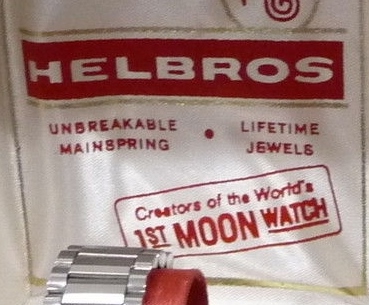 HELBROS
UNBREAKABLE MAINSPRING • LIFETIME JEWELS
Creators of the World's
1ST MOON WATCH